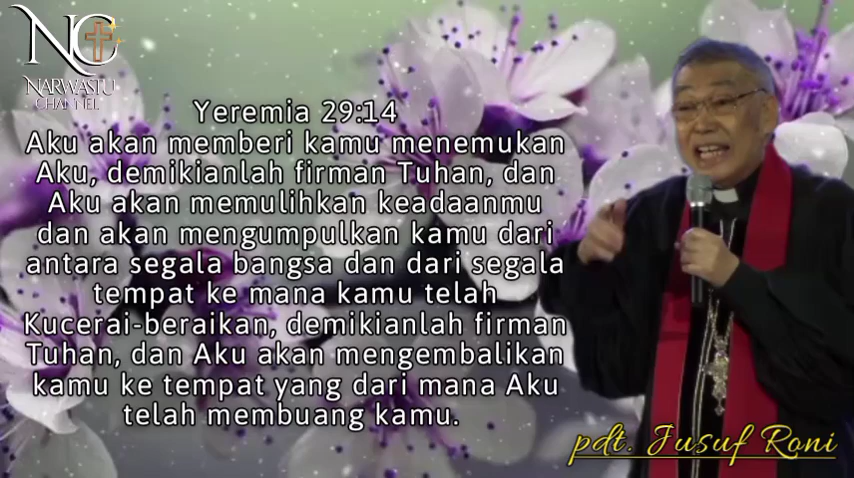 NC
NARWASTU
CHANNEL
Yeremia 29:14
Aku akan memberi kamu menemukan
Aku, demikianlah firman Tuhan, dan
Aku akan memulihkan keadaanmu
dan akan mengumpulkan kamu dari
antara segala bangsa dan dari segala
tempat ke mana kamu telah
Kucerai-beraikan, demikianlah firman
Tuhan, dan Aku akan mengembalikan
kamu ke tempat yang dari mana Aku
telah membuang kamu.
pdt. Jusuf Roni